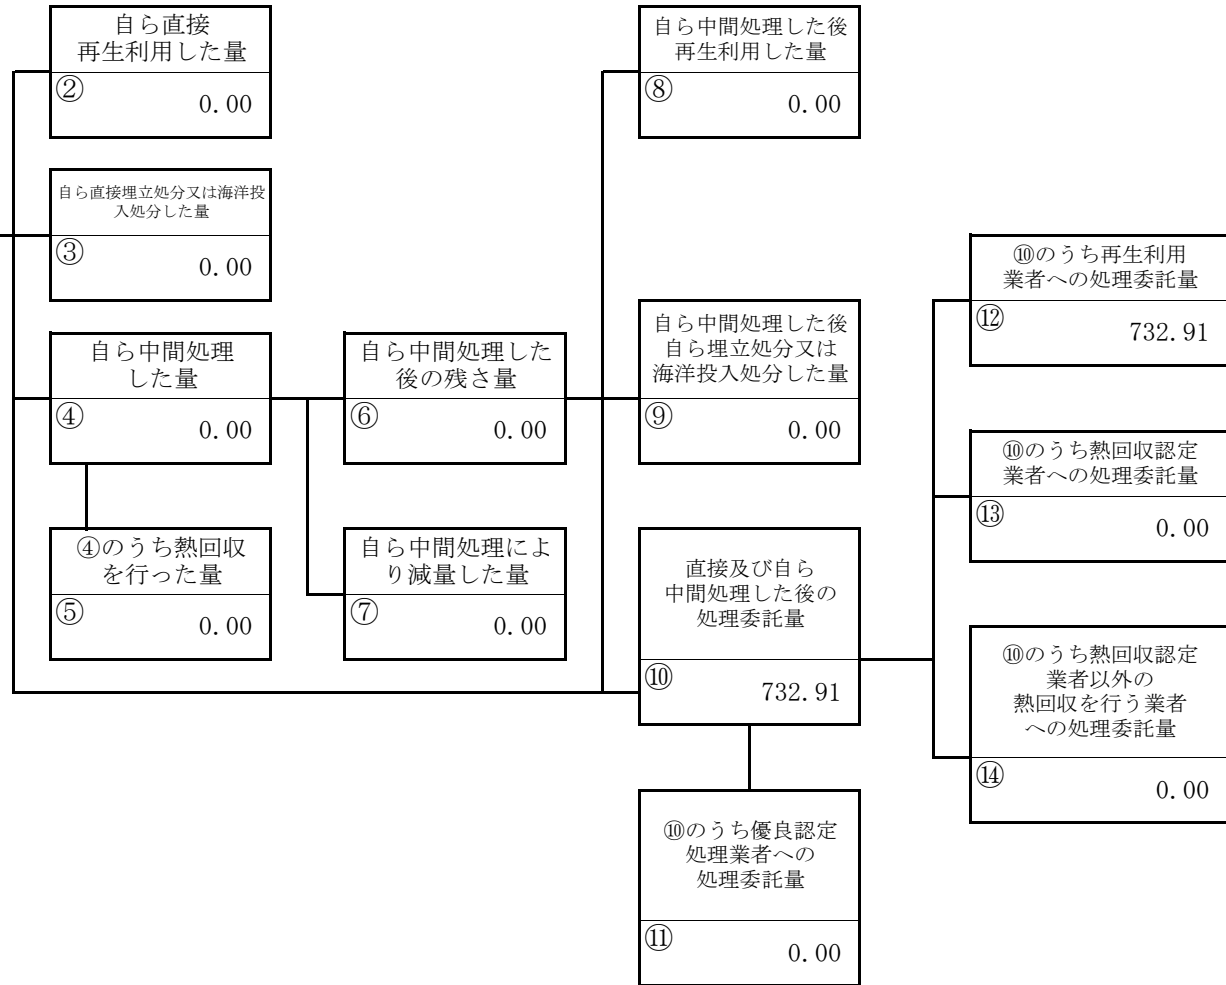 自ら直接
再生利用した量
②
0.00
自ら直接埋立処分又は海洋投
入処分した量
③
0.00
自ら中間処理
した量
④
0.00
④のうち熱回収
を行った量
⑤
0.00
自ら中間処理した
後の残さ量
⑥
0.00
自ら中間処理によ
り減量した量
⑦
0.00
自ら中間処理した後
再生利用した量
⑧
0.00
自ら中間処理した後
自ら埋立処分又は
海洋投入処分した量
⑨
0.00
直接及び自ら
中間処理した後の
処理委託量
⑩
732.91
⑩のうち優良認定
処理業者への
処理委託量
⑪
0.00
⑩のうち再生利用
業者への処理委託量
⑫
732.91
⑩のうち熱回収認定
業者への処理委託量
⑬
0.00
⑩のうち熱回収認定
業者以外の
熱回収を行う業者
への処理委託量
⑭
0.00